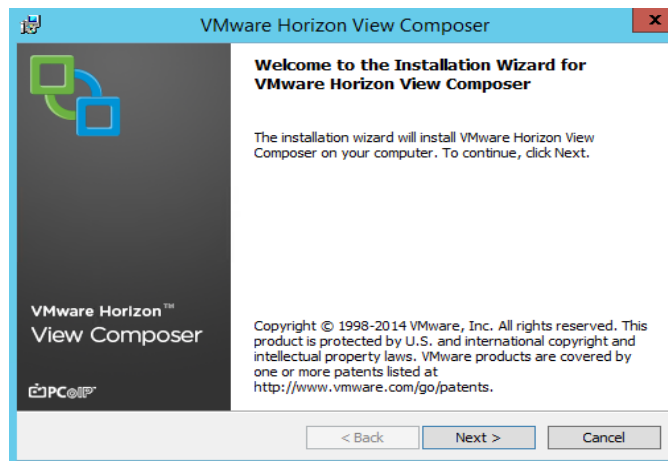 VMware Horizon View Composer
x
Welcome to the Installation Wizard for
VMware Horizon View Composer
The installation wizard will install VMware Horizon View
Composer on your computer. To continue, click Next.
VMware Horizon™
View Composer
PCoIP®
Copyright © 1998-2014 VMware, Inc. All rights reserved. This
product is protected by U.S. and international copyright and
intellectual property laws. VMware products are covered by
one or more patents listed at
http://www.vmware.com/go/patents.
< Back
Next >
Cancel